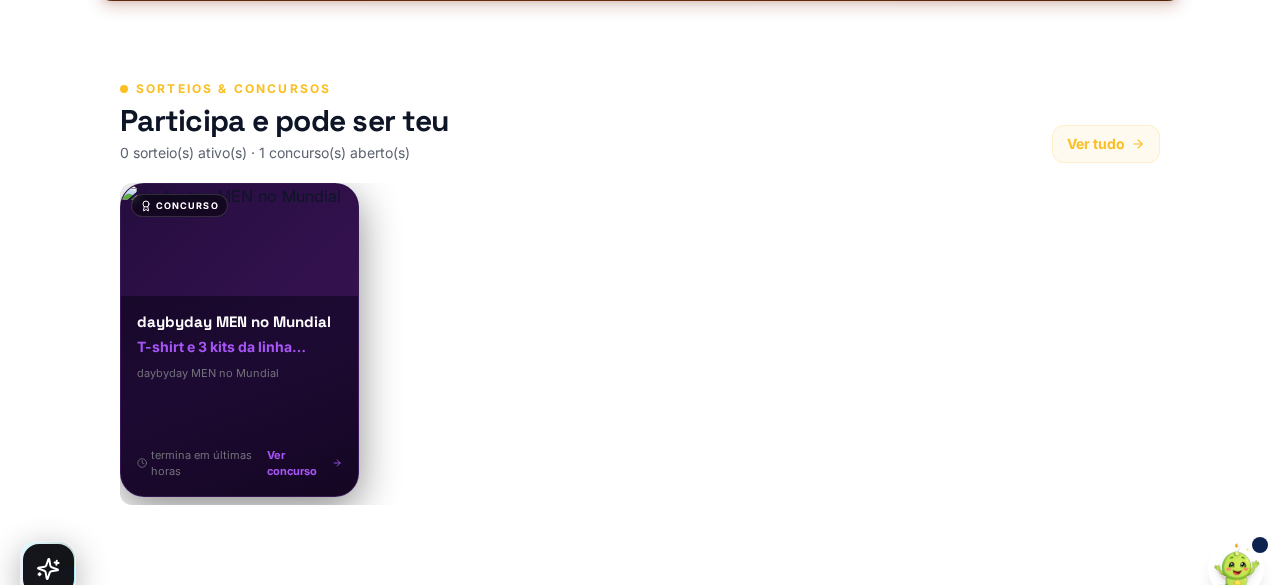 SORTEIOS & CONCURSOS
Participa e pode ser teu
0 sorteio(s) ativo(s) · 1 concurso(s) aberto(s)
Ver tudo
MEN no Mundial
CONCURSO
daybyday MEN no Mundial
T-shirt e 3 kits da linha...
daybyday MEN no Mundial
termina em últimas
horas
Ver
concurso